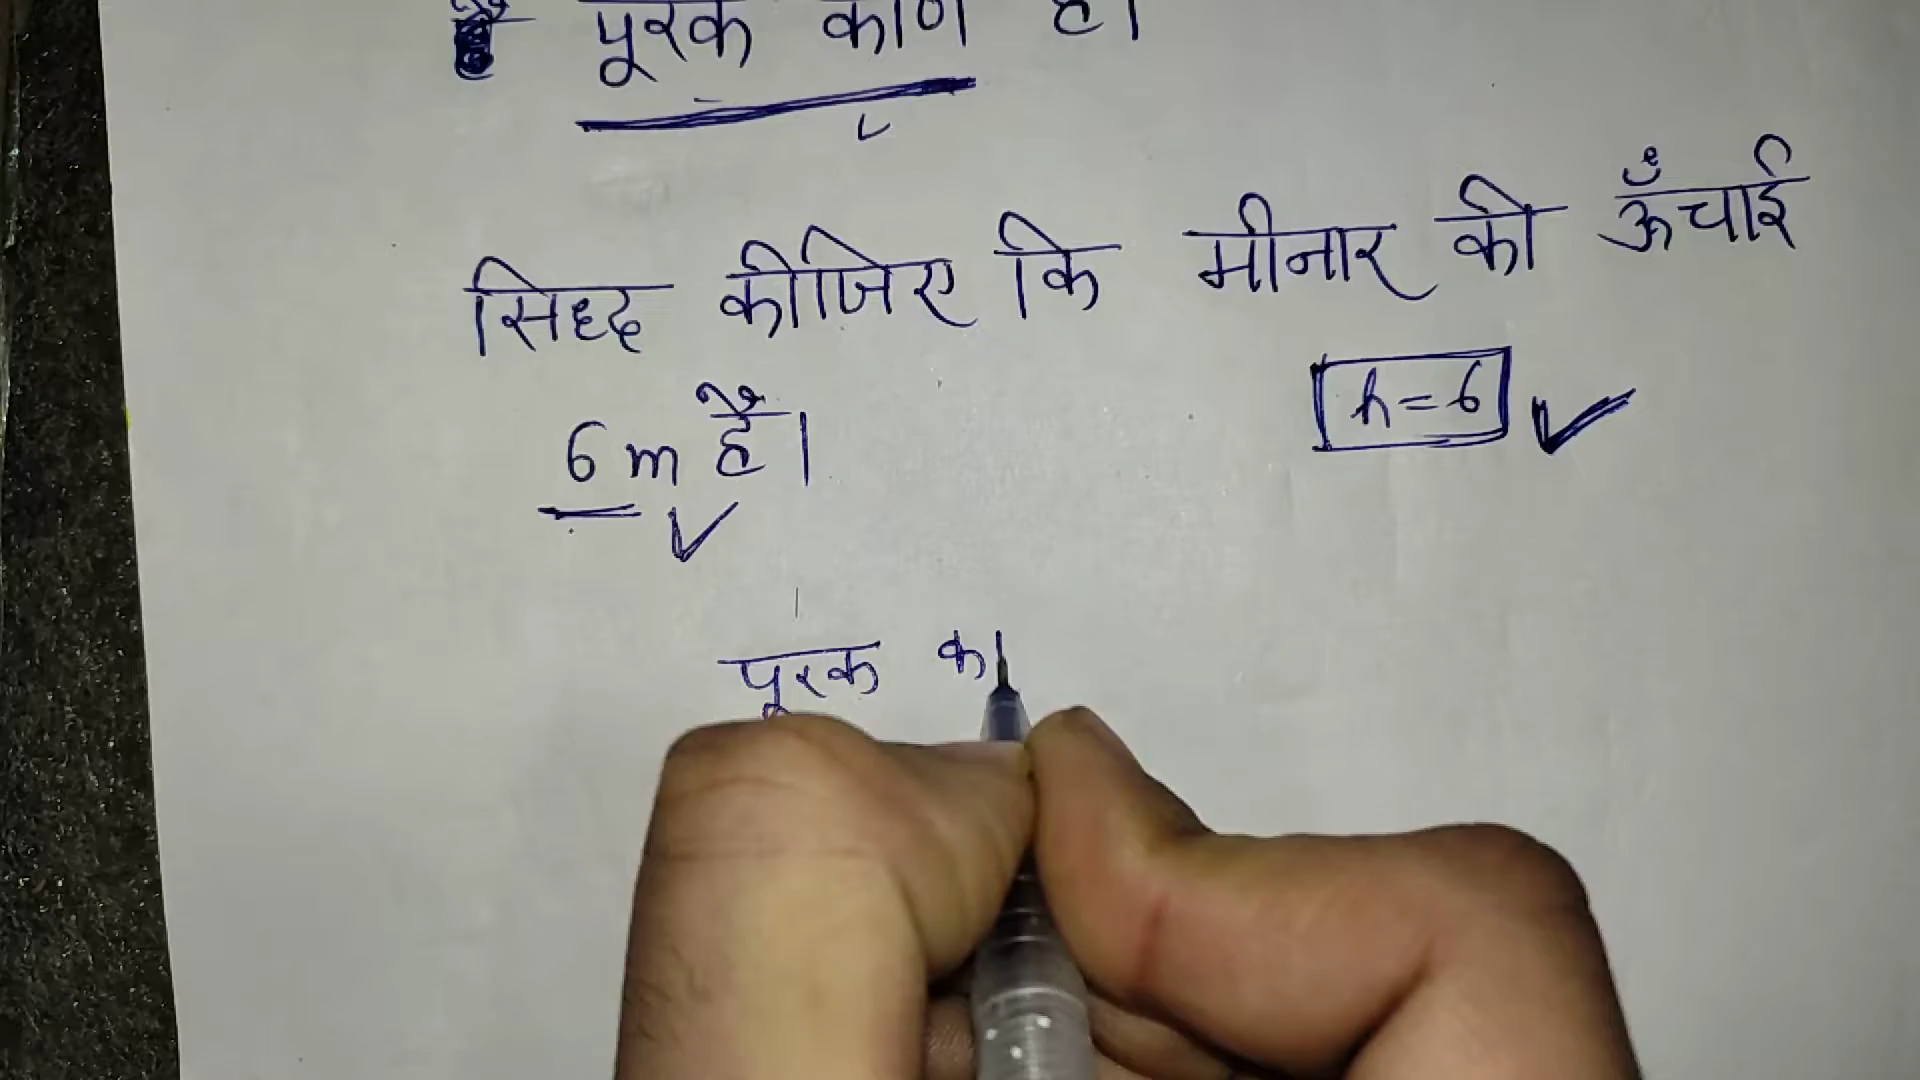 पूरक कोण है।
सिध्द कीजिए कि मीनार की ऊँचाई
6 m है।
h = 6
पूरक का